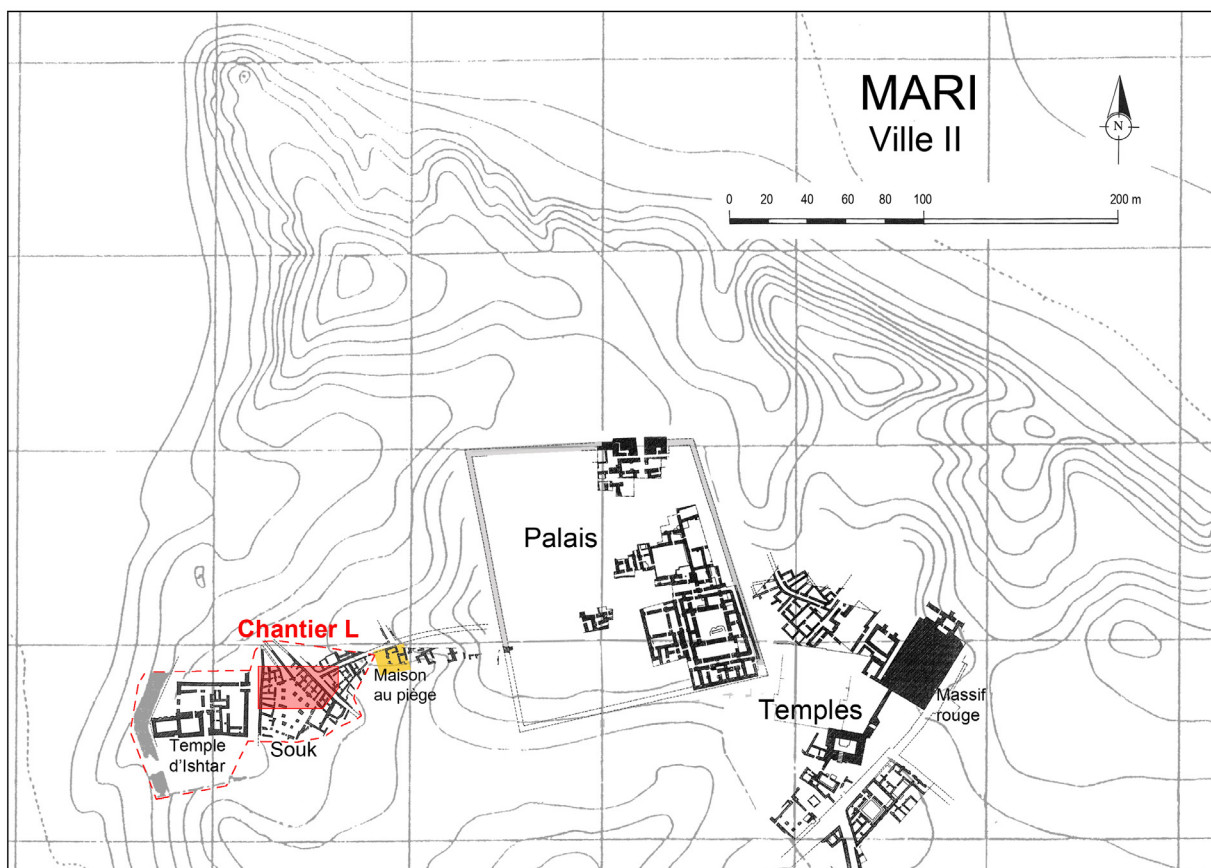 MARI
Ville II
N
0 20 40 60 80 100 200 m
Palais
Chantier L
Maison
au piège
Temple
d'Ishtar
Souk
Temples
Massif
rouge